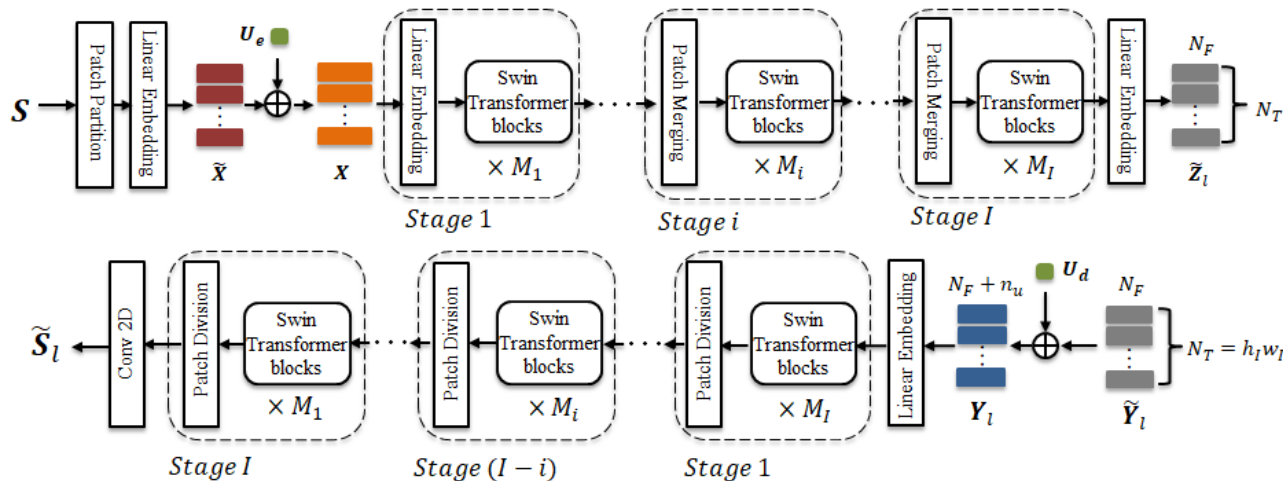 S
Patch Partition
Linear Embedding
X̃
U_e
X
Linear Embedding
Swin
Transformer
blocks
× M_1
Stage 1
Patch Merging
Swin
Transformer
blocks
× M_i
Stage i
Patch Merging
Swin
Transformer
blocks
× M_I
Stage I
Linear Embedding
N_F
N_T
Z̃_l
S̃_l
Conv 2D
Patch Division
Swin
Transformer
blocks
× M_1
Stage I
Patch Division
Swin
Transformer
blocks
× M_i
Stage (I − i)
Patch Division
Swin
Transformer
blocks
× M_I
Stage 1
Linear Embedding
N_F + n_u
Y_l
U_d
N_F
N_T = h_I w_I
Ỹ_l